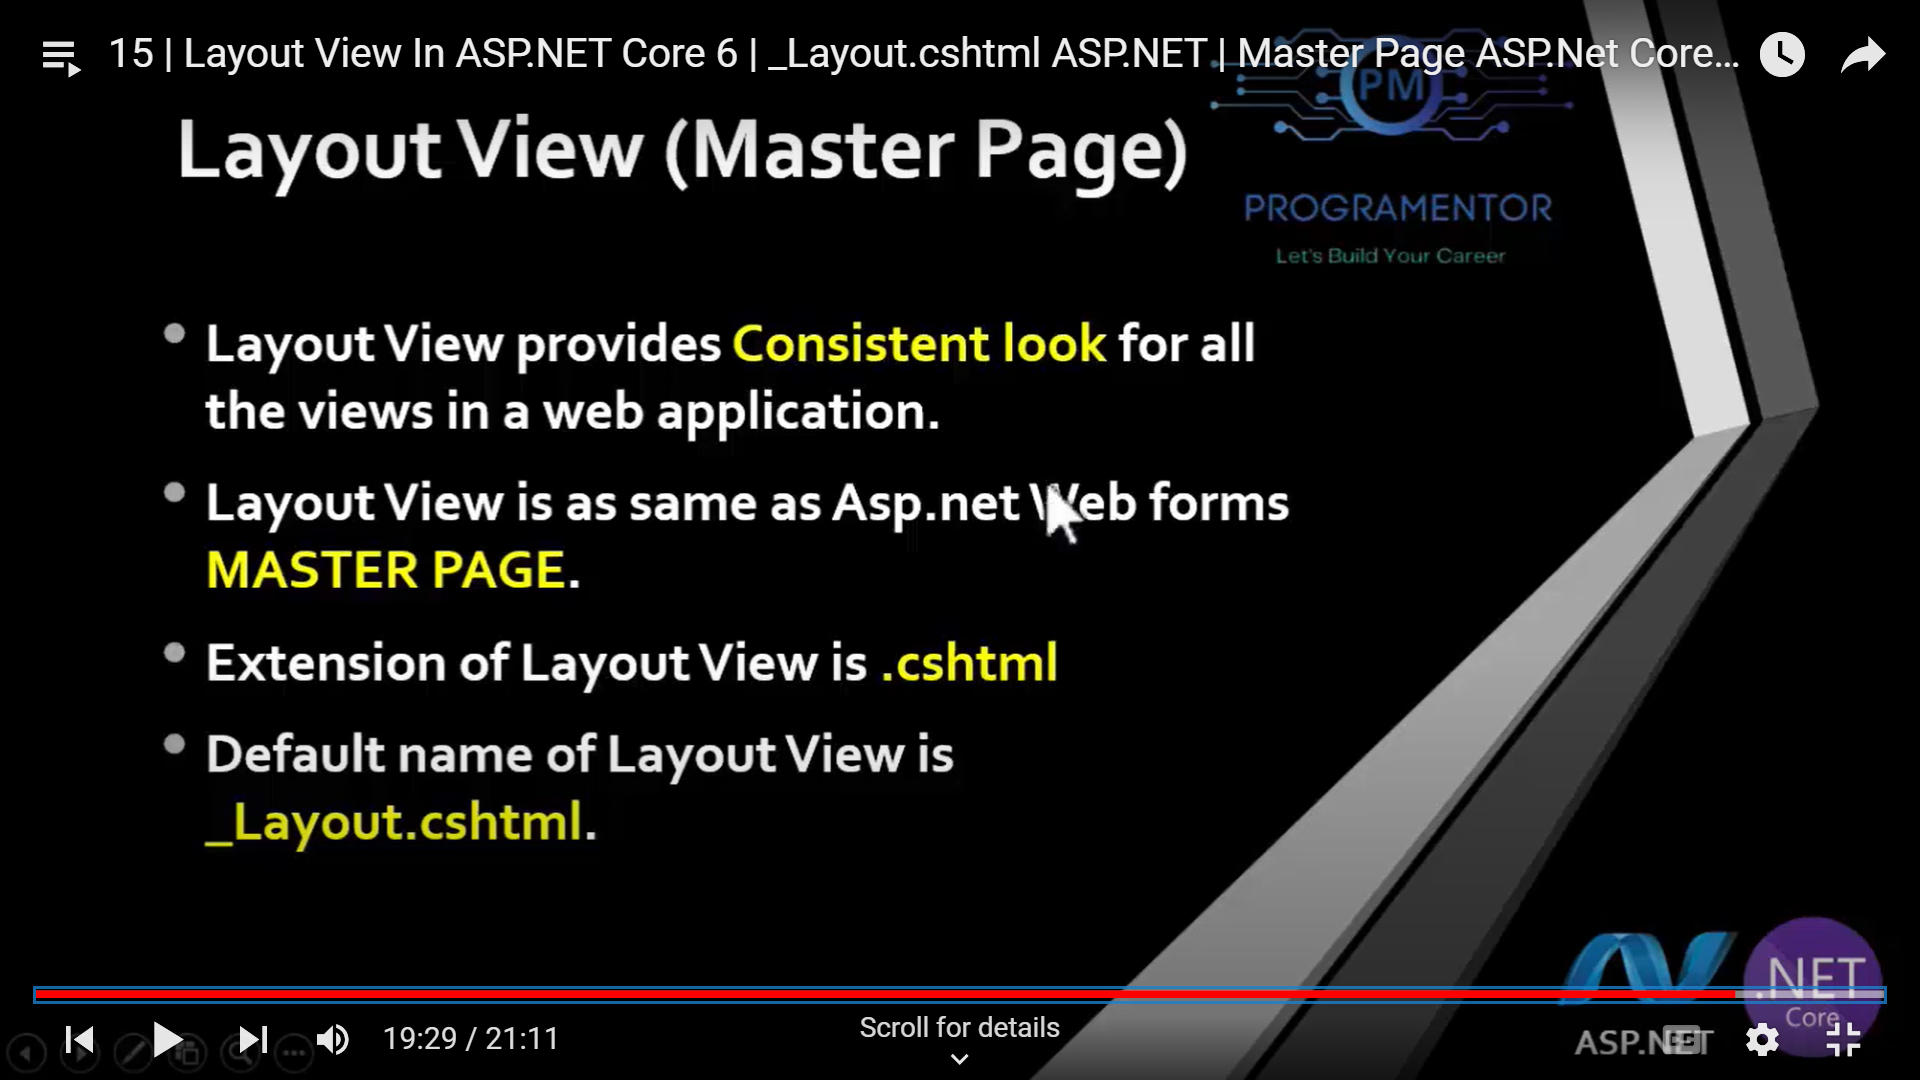 15 | Layout View In ASP.NET Core 6 | _Layout.cshtml ASP.NET | Master Page ASP.Net Core...
PM
Layout View (Master Page)
PROGRAMENTOR
Let's Build Your Career
Layout View provides Consistent look for all
the views in a web application.
Layout View is as same as Asp.net Web forms
MASTER PAGE.
Extension of Layout View is .cshtml
Default name of Layout View is
_Layout.cshtml.
.NET
Core
ASP.NET
19:29 / 21:11
Scroll for details